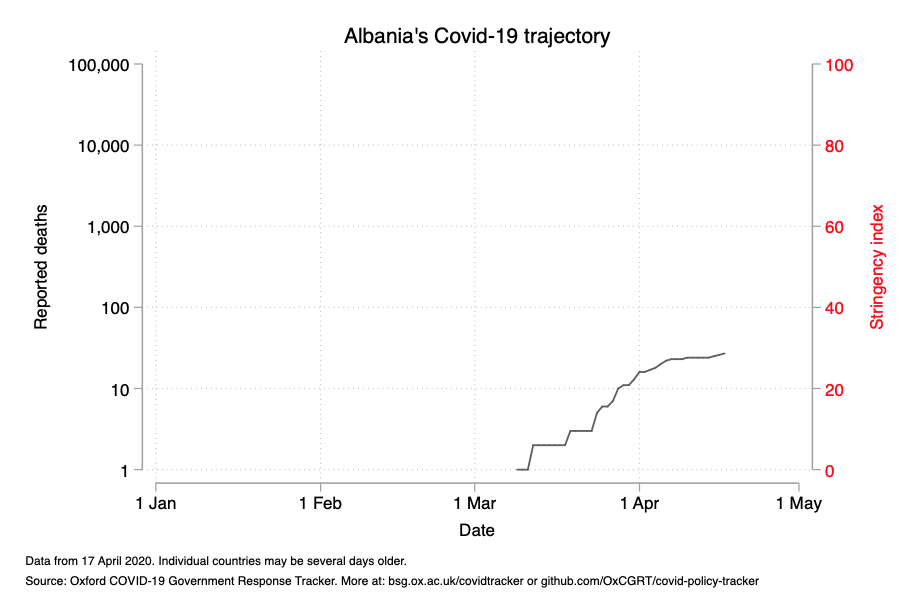 Albania's Covid-19 trajectory
100,000
10,000
1,000
100
10
1
Reported deaths
100
80
60
40
20
0
Stringency index
1 Jan
1 Feb
1 Mar
1 Apr
1 May
Date
Data from 17 April 2020. Individual countries may be several days older.
Source: Oxford COVID-19 Government Response Tracker. More at: bsg.ox.ac.uk/covidtracker or github.com/OxCGRT/covid-policy-tracker